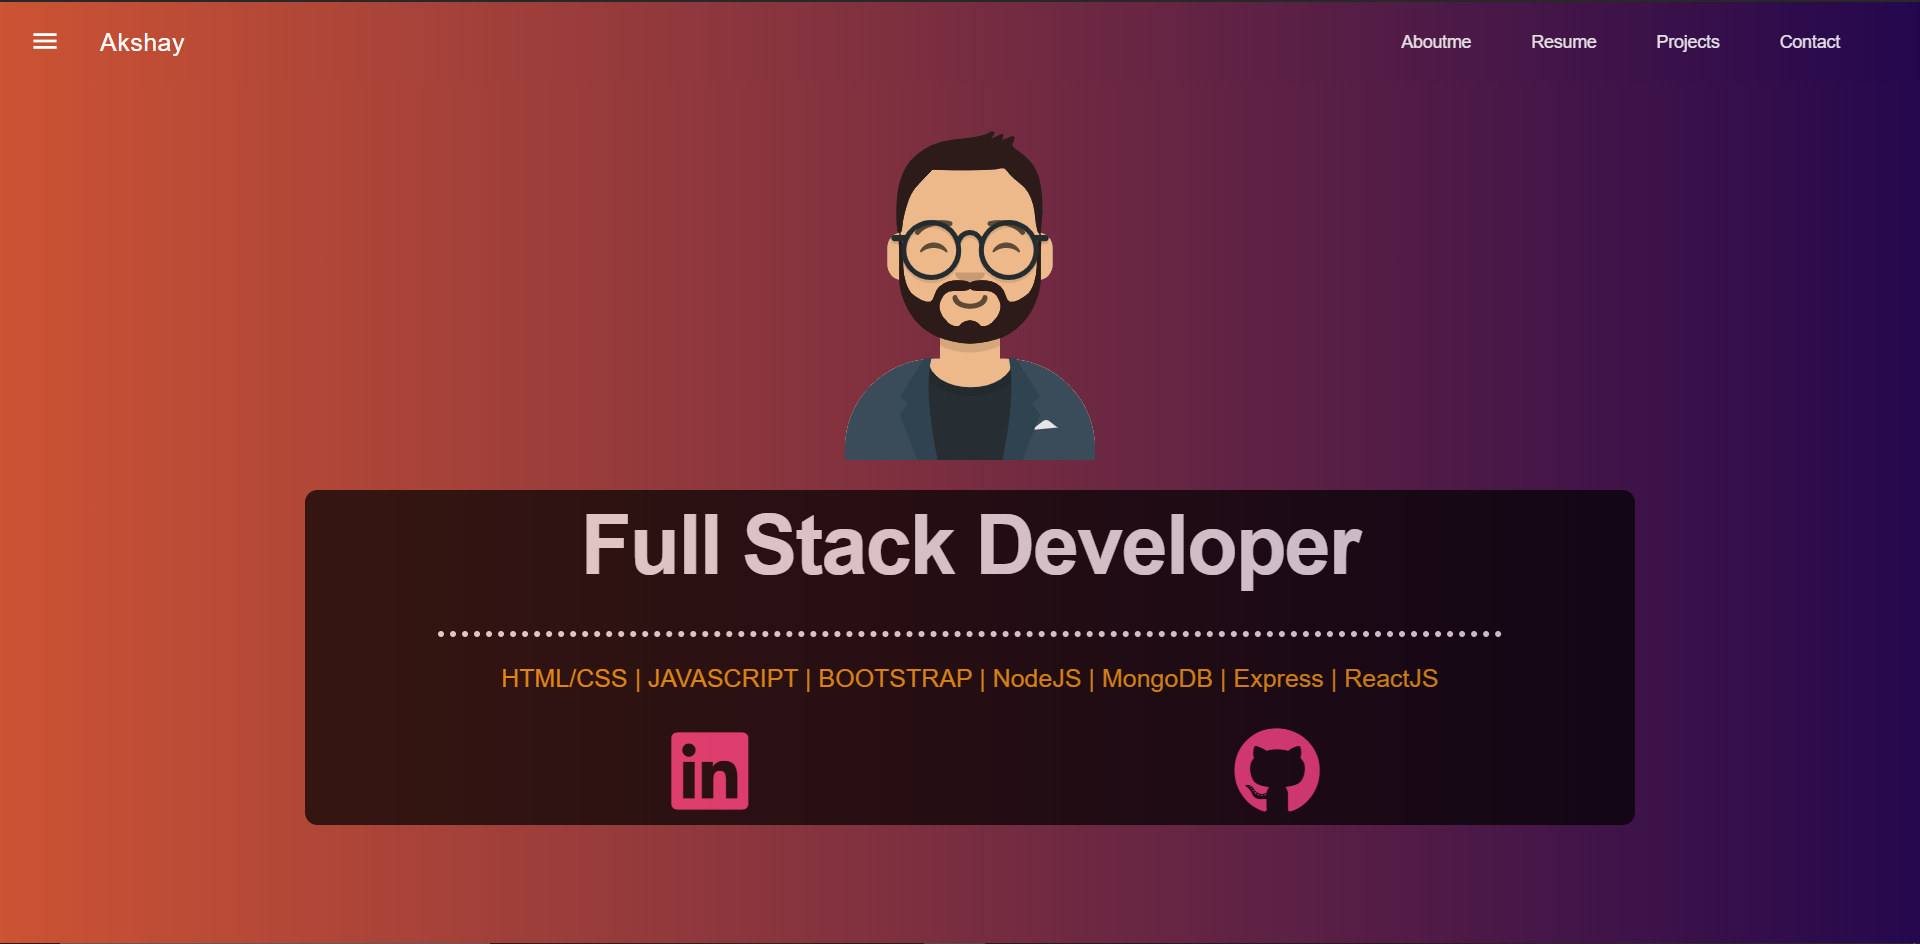 Akshay
Aboutme Resume Projects Contact
Full Stack Developer
HTML/CSS | JAVASCRIPT | BOOTSTRAP | NodeJS | MongoDB | Express | ReactJS
in